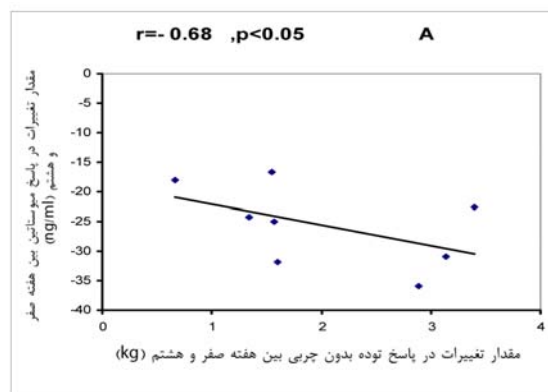 r=- 0.68 ,p<0.05 A
مقدار تغییرات در پاسخ میوستاتین بین هفته صفر
و هشتم
(ng/ml)
0
-5
-10
-15
-20
-25
-30
-35
-40
0 1 2 3 4
مقدار تغییرات در پاسخ توده بدون چربی بین هفته صفر و هشتم (kg)